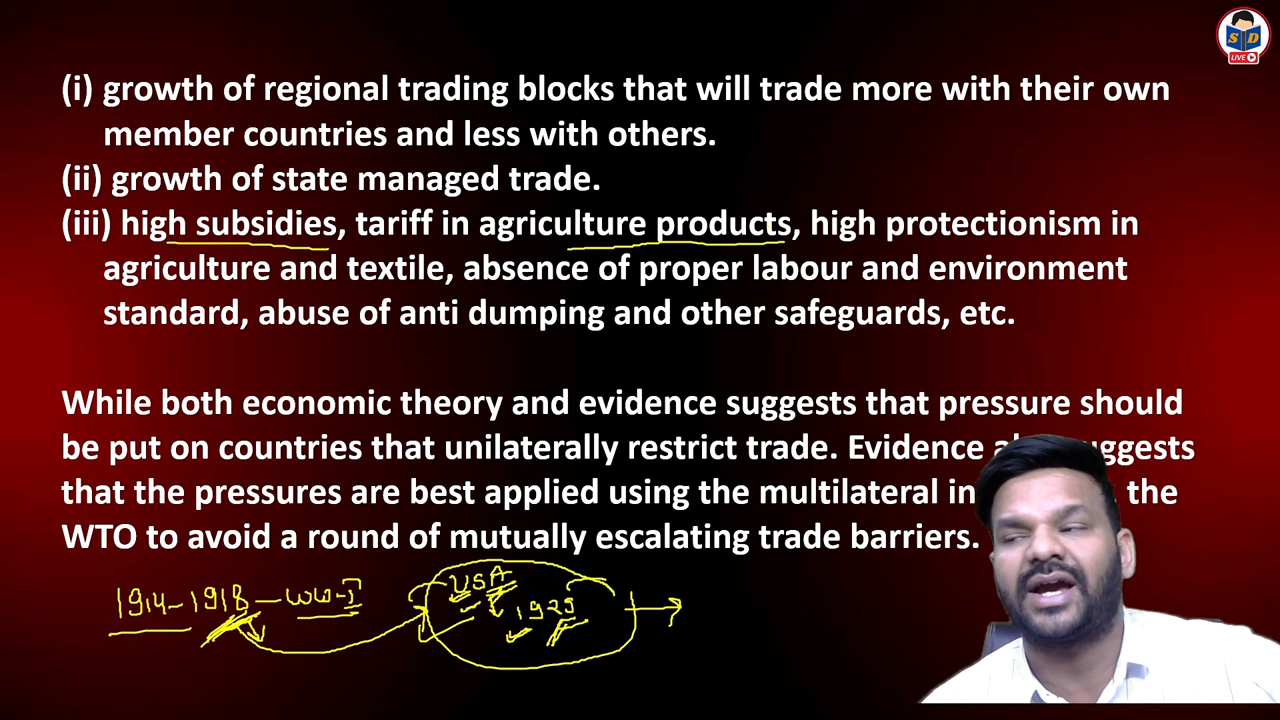 S D
LIVE
(i) growth of regional trading blocks that will trade more with their own
member countries and less with others.
(ii) growth of state managed trade.
(iii) high subsidies, tariff in agriculture products, high protectionism in
agriculture and textile, absence of proper labour and environment
standard, abuse of anti dumping and other safeguards, etc.
While both economic theory and evidence suggests that pressure should
be put on countries that unilaterally restrict trade. Evidence suggests
that the pressures are best applied using the multilateral the
WTO to avoid a round of mutually escalating trade barriers.
1914-1918 - WW-I
USA
1929